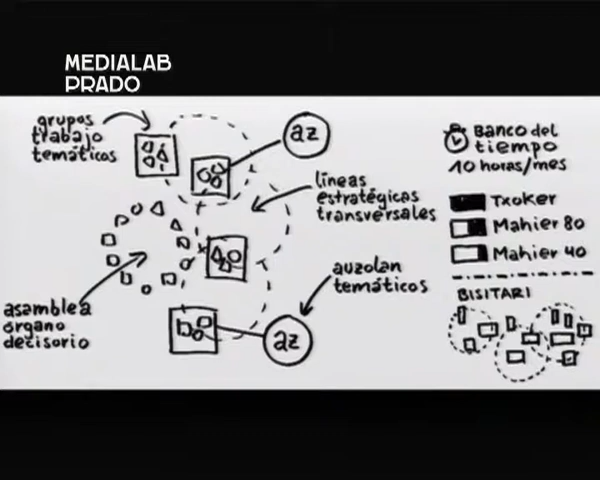 MEDIALAB
PRADO
grupos
trabajo
temáticos
az
líneas
estratégicas
transversales
auzolan
temáticos
asamblea
órgano
decisorio
az
Banco del
tiempo
10 horas/mes
Txoker
Mahier 80
Mahier 40
BISITARI